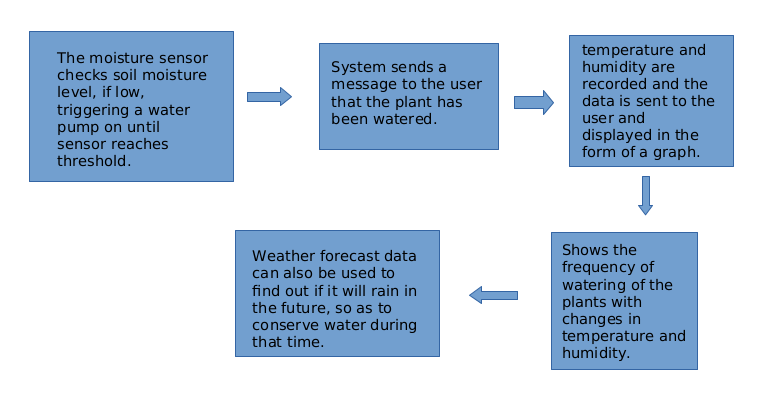 The moisture sensor
checks soil moisture
level, if low,
triggering a water
pump on until
sensor reaches
threshold.
System sends a
message to the user
that the plant has
been watered.
temperature and
humidity are
recorded and the
data is sent to the
user and
displayed in the
form of a graph.
Shows the
frequency of
watering of the
plants with
changes in
temperature and
humidity.
Weather forecast data
can also be used to
find out if it will rain in
the future, so as to
conserve water during
that time.